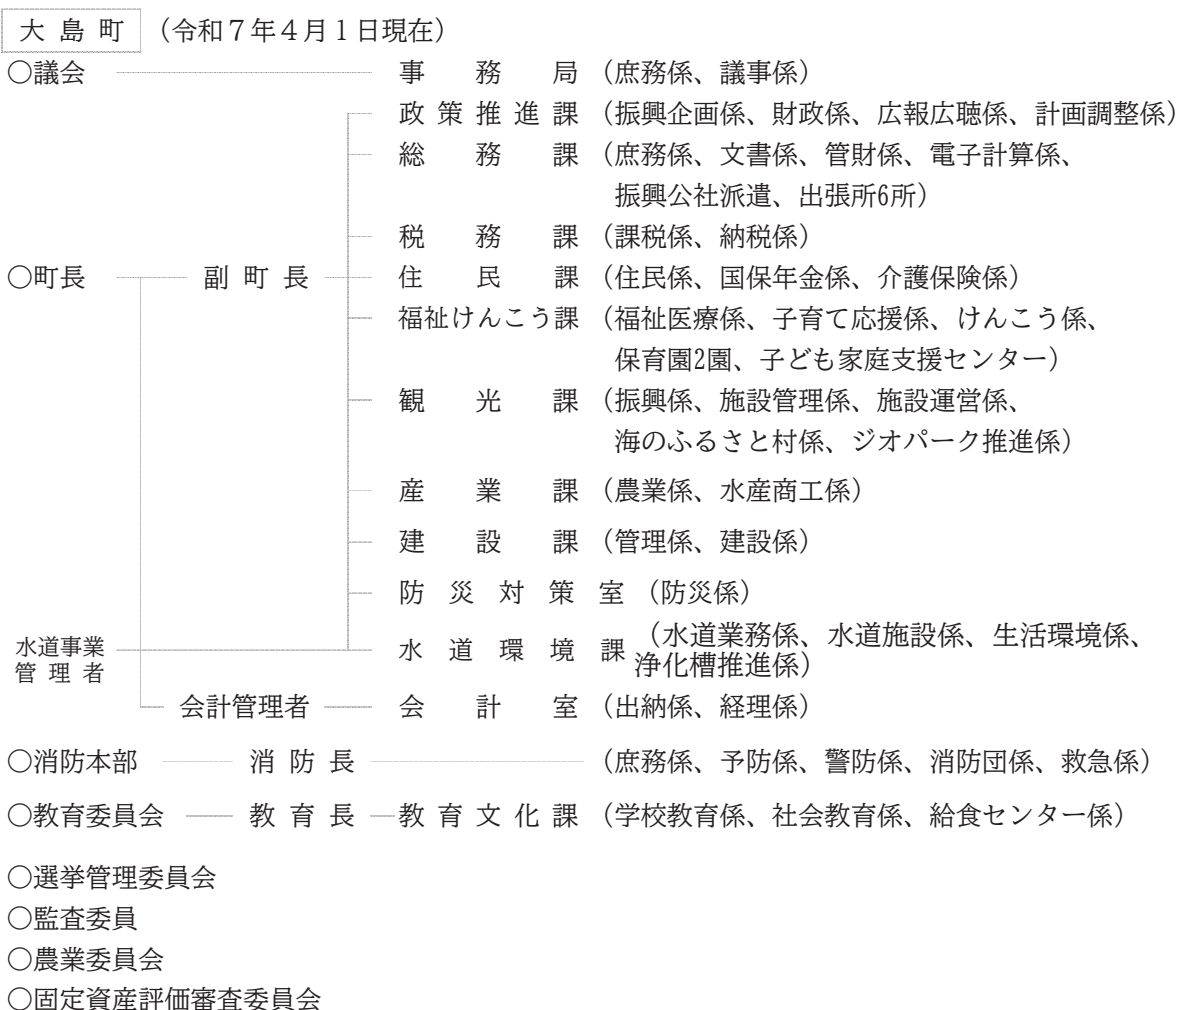 大島町（令和７年４月１日現在）
○議会 事務局（庶務係、議事係）
政策推進課（振興企画係、財政係、広報広聴係、計画調整係）
総務課（庶務係、文書係、管財係、電子計算係、
振興公社派遣、出張所6所）
税務課（課税係、納税係）
○町長 副町長 住民課（住民係、国保年金係、介護保険係）
福祉けんこう課（福祉医療係、子育て応援係、けんこう係、
保育園2園、子ども家庭支援センター）
観光課（振興係、施設管理係、施設運営係、
海のふるさと村係、ジオパーク推進係）
産業課（農業係、水産商工係）
建設課（管理係、建設係）
防災対策室（防災係）
水道事業
管理者
水道環境課（水道業務係、水道施設係、生活環境係、
浄化槽推進係）
会計管理者 会計室（出納係、経理係）
○消防本部 消防長（庶務係、予防係、警防係、消防団係、救急係）
○教育委員会 教育長 教育文化課（学校教育係、社会教育係、給食センター係）
○選挙管理委員会
○監査委員
○農業委員会
○固定資産評価審査委員会